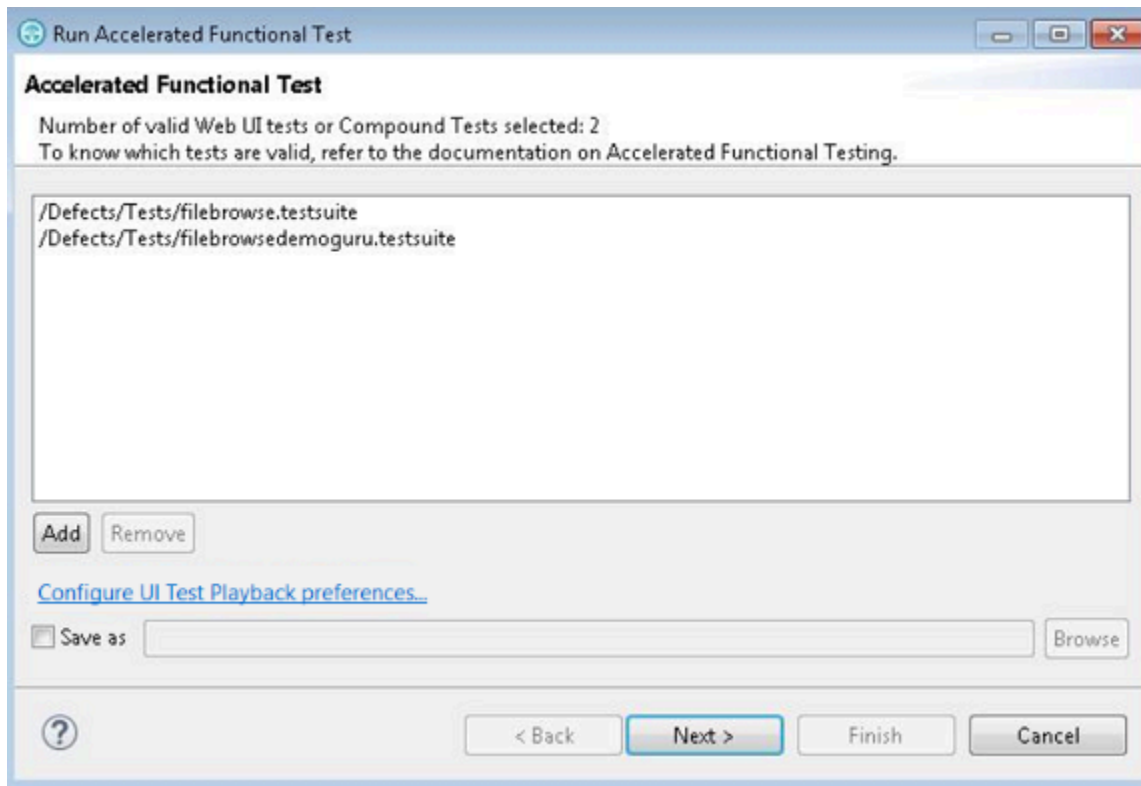 Run Accelerated Functional Test
Accelerated Functional Test
Number of valid Web UI tests or Compound Tests selected: 2
To know which tests are valid, refer to the documentation on Accelerated Functional Testing.
/Defects/Tests/filebrowse.testsuite
/Defects/Tests/filebrowsedemoguru.testsuite
Add Remove
Configure UI Test Playback preferences...
Save as Browse
? < Back Next > Finish Cancel